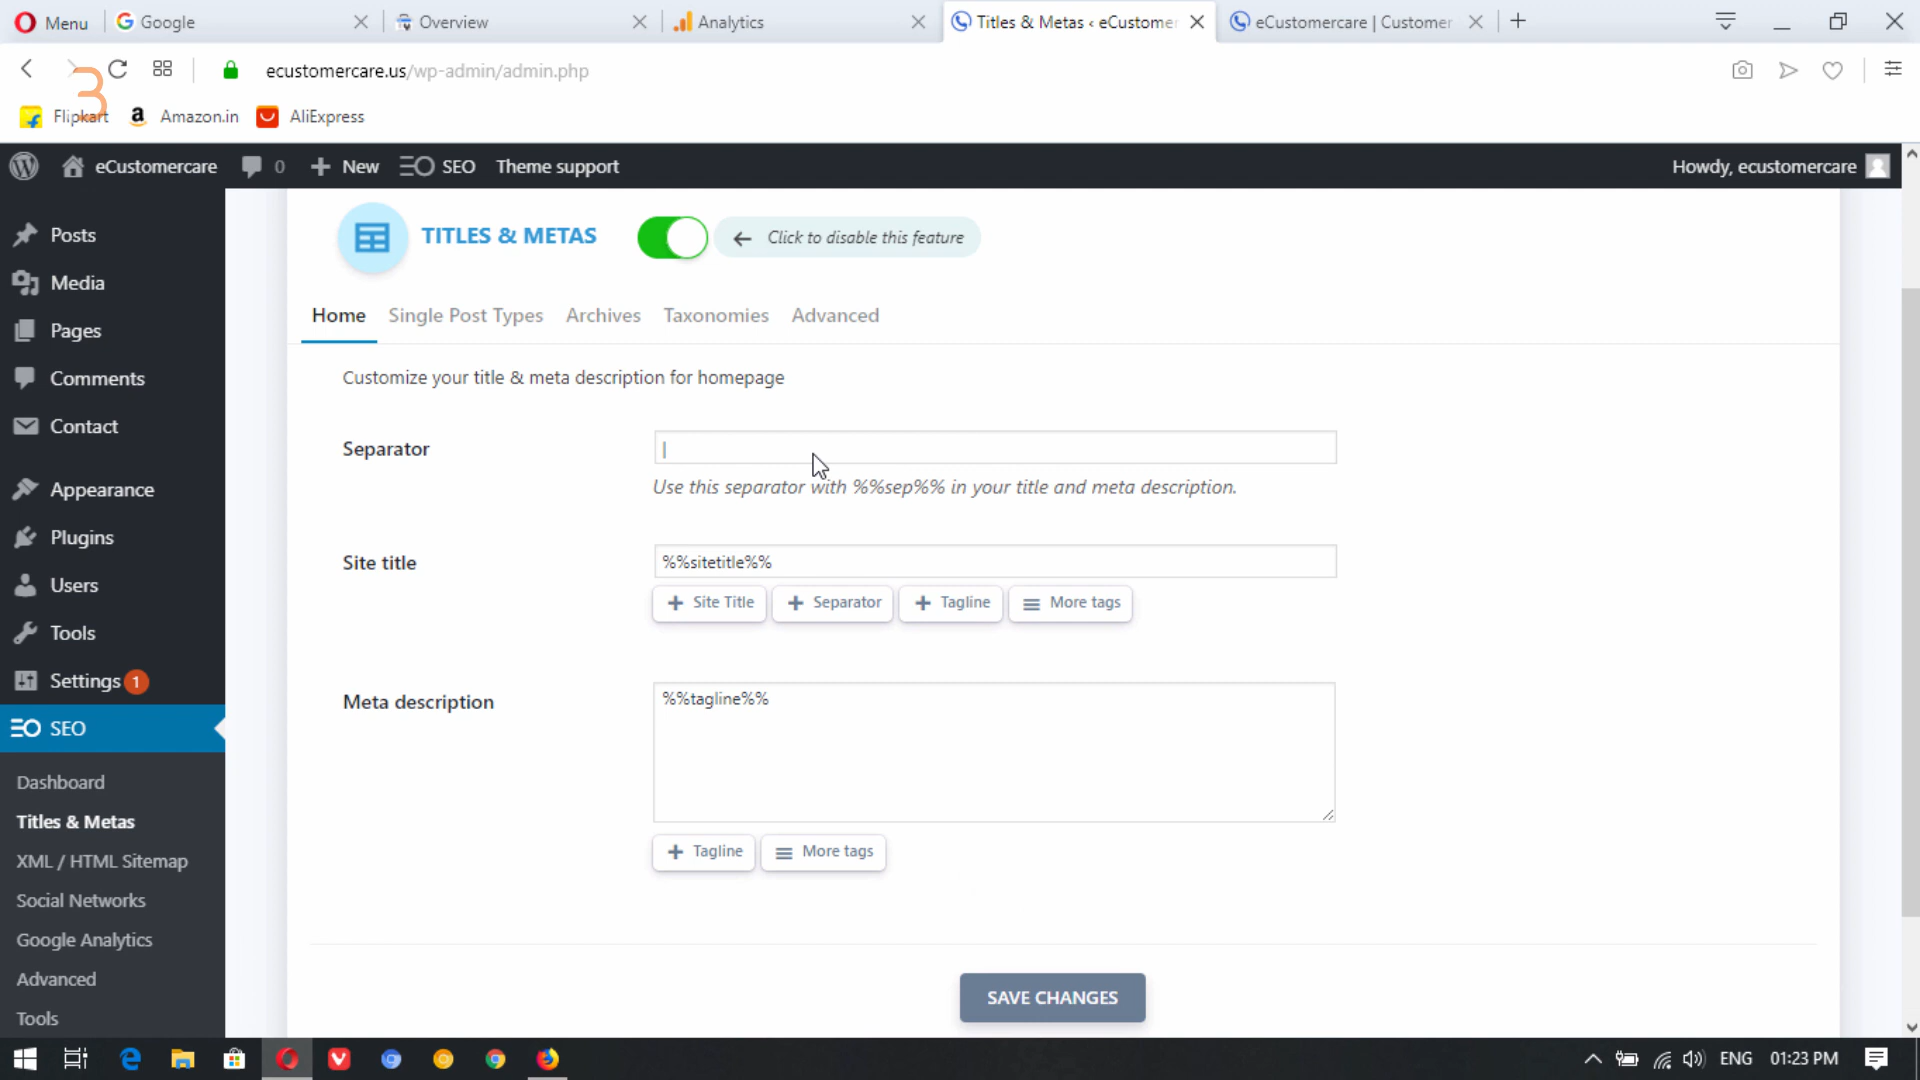 Menu Google Overview Analytics Titles & Metas ‹ eCustomer eCustomercare | Customer
ecustomercare.us/wp-admin/admin.php
3
Flipkart Amazon.in AliExpress
eCustomercare 0 New SEO Theme support Howdy, ecustomercare
Posts
Media
Pages
Comments
Contact
Appearance
Plugins
Users
Tools
Settings 1
SEO
Dashboard
Titles & Metas
XML / HTML Sitemap
Social Networks
Google Analytics
Advanced
Tools
TITLES & METAS Click to disable this feature
Home Single Post Types Archives Taxonomies Advanced
Customize your title & meta description for homepage
Separator |
Use this separator with %%sep%% in your title and meta description.
Site title %%sitetitle%%
+ Site Title + Separator + Tagline More tags
Meta description %%tagline%%
+ Tagline More tags
SAVE CHANGES
ENG 01:23 PM